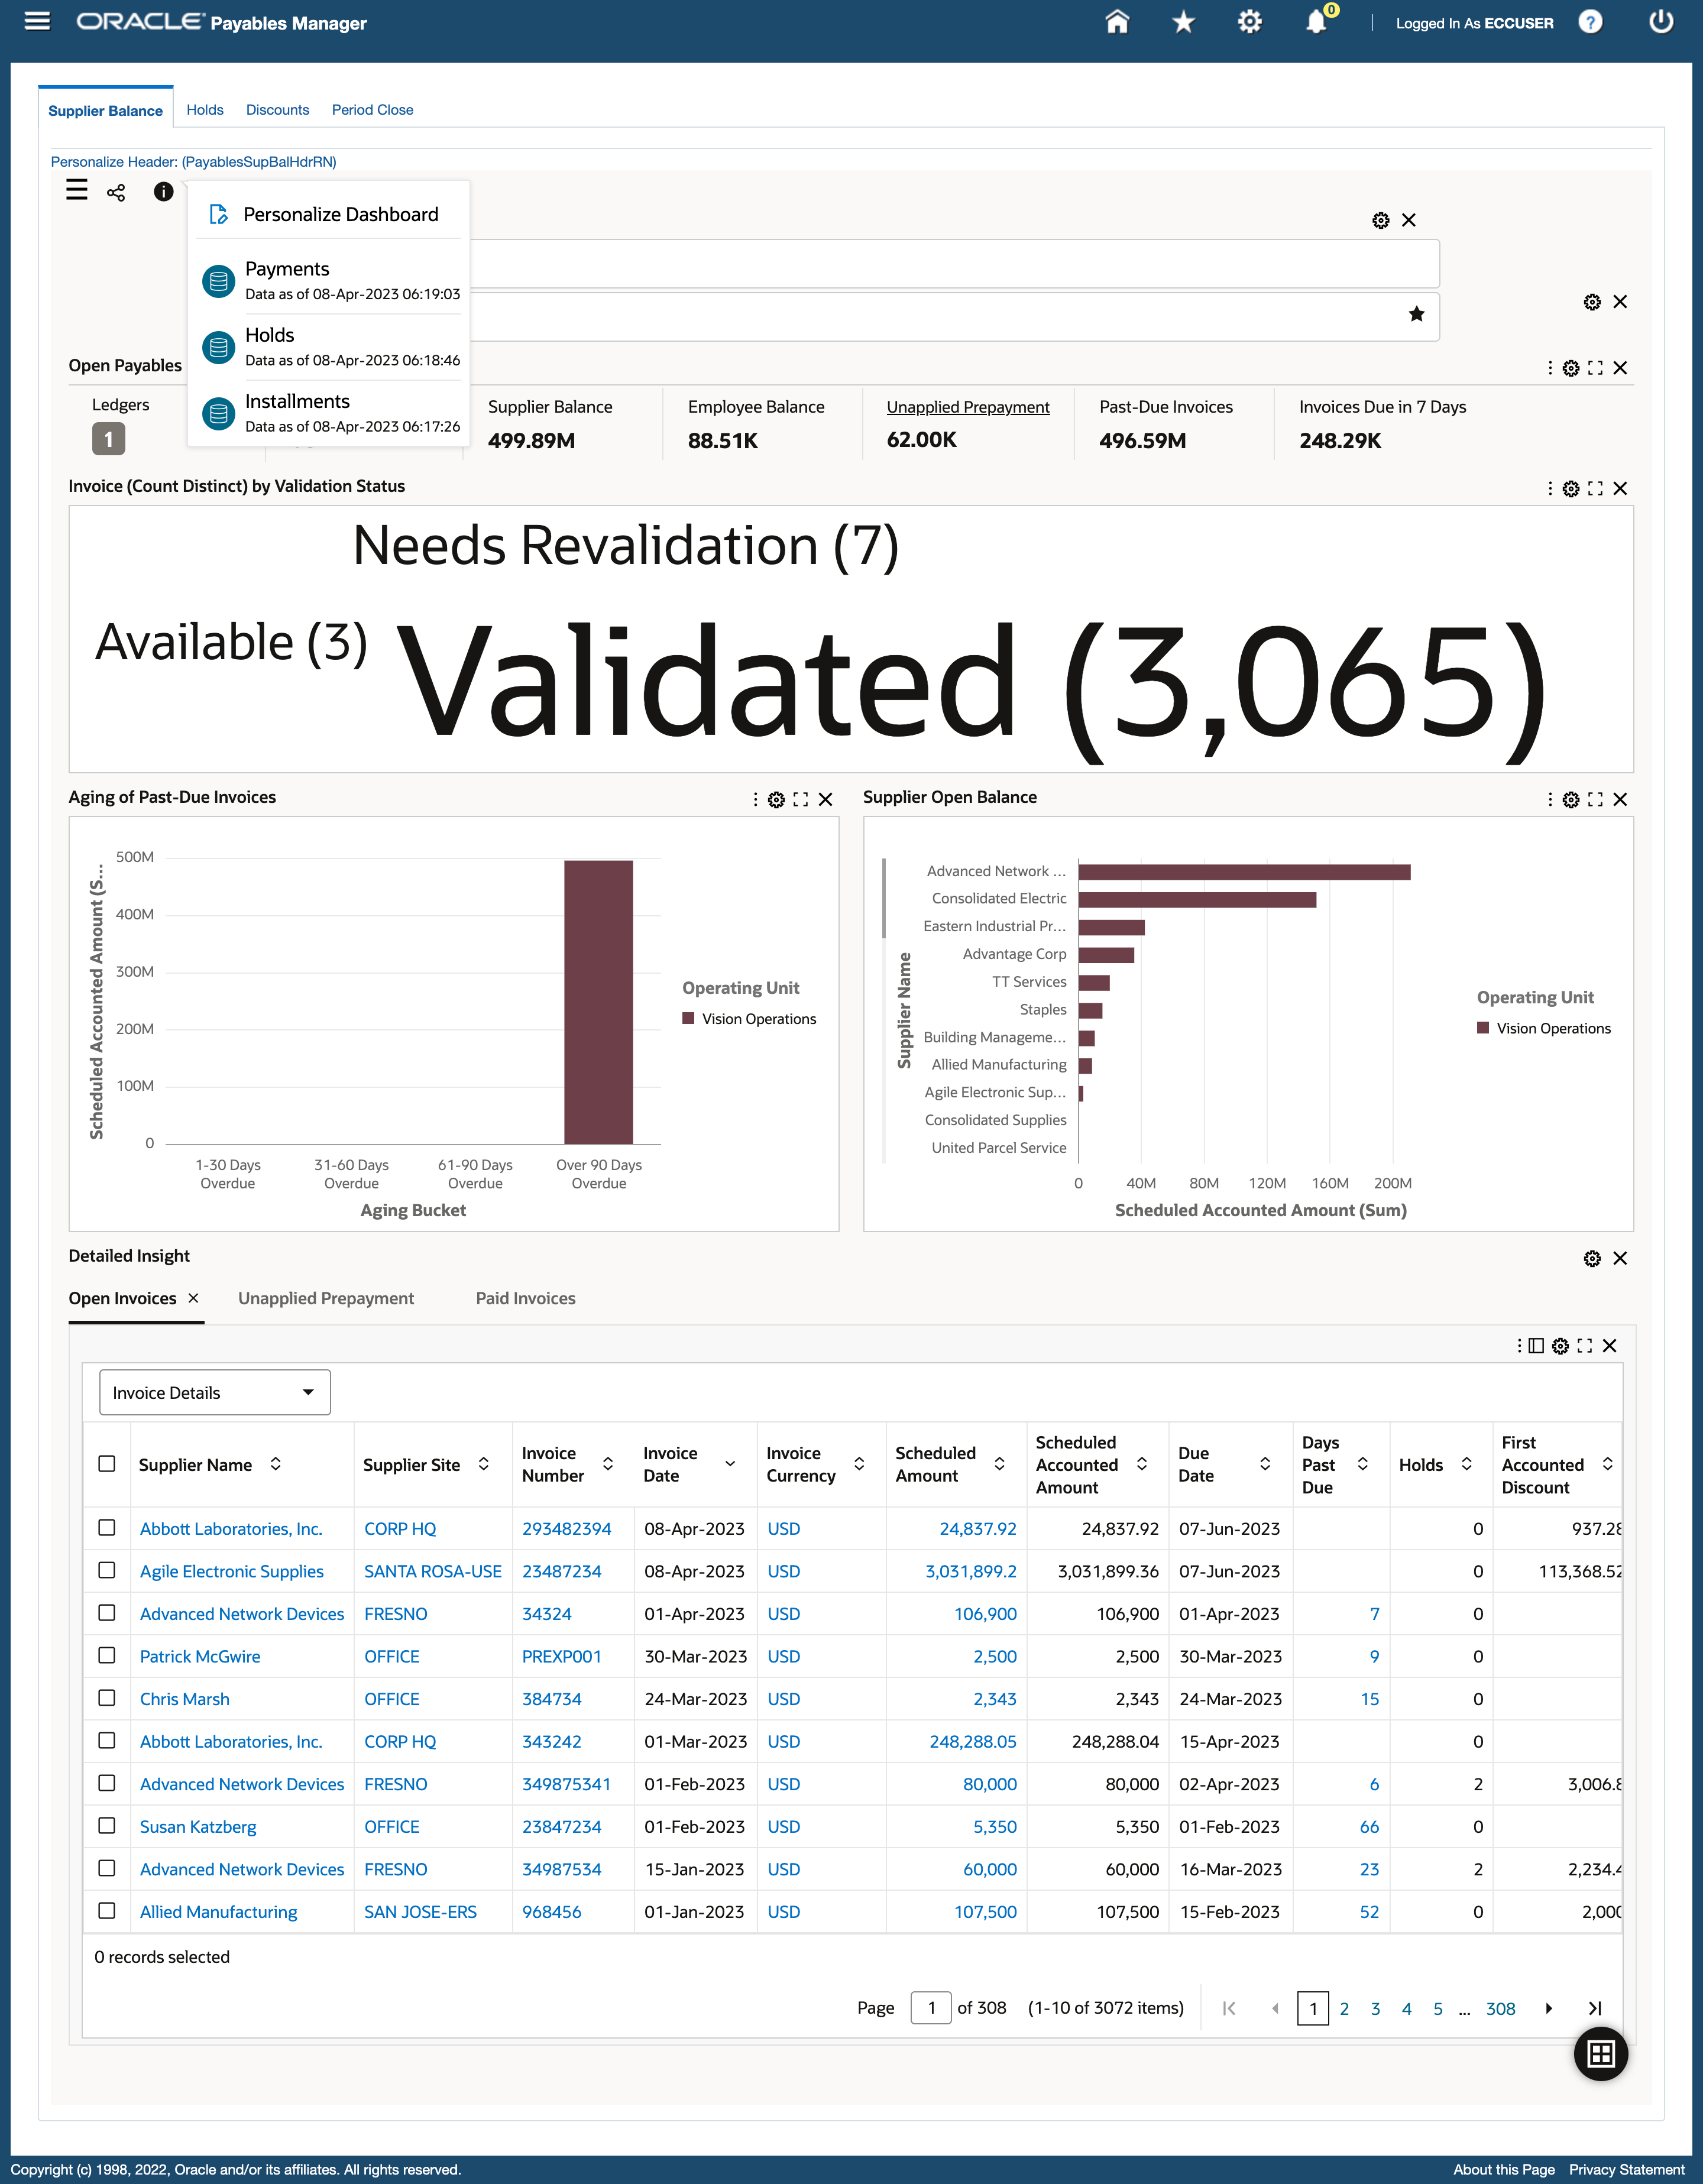 ORACLE Payables Manager
0
Logged In As ECCUSER
?
Supplier Balance
Holds
Discounts
Period Close
Personalize Header: (PayablesSupBalHdrRN)
Personalize Dashboard
Payments
Data as of 08-Apr-2023 06:19:03
Holds
Data as of 08-Apr-2023 06:18:46
Installments
Data as of 08-Apr-2023 06:17:26
Open Payables
Ledgers
1
Supplier Balance
499.89M
Employee Balance
88.51K
Unapplied Prepayment
62.00K
Past-Due Invoices
496.59M
Invoices Due in 7 Days
248.29K
Invoice (Count Distinct) by Validation Status
Needs Revalidation (7)
Available (3)
Validated (3,065)
Aging of Past-Due Invoices
Scheduled Accounted Amount (S...
500M
400M
300M
200M
100M
0
1-30 Days Overdue
31-60 Days Overdue
61-90 Days Overdue
Over 90 Days Overdue
Aging Bucket
Operating Unit
Vision Operations
Supplier Open Balance
Supplier Name
Advanced Network ...
Consolidated Electric
Eastern Industrial Pr...
Advantage Corp
TT Services
Staples
Building Manageme...
Allied Manufacturing
Agile Electronic Sup...
Consolidated Supplies
United Parcel Service
0 40M 80M 120M 160M 200M
Scheduled Accounted Amount (Sum)
Operating Unit
Vision Operations
Detailed Insight
Open Invoices
Unapplied Prepayment
Paid Invoices
Invoice Details
Supplier Name
Supplier Site
Invoice Number
Invoice Date
Invoice Currency
Scheduled Amount
Scheduled Accounted Amount
Due Date
Days Past Due
Holds
First Accounted Discount
Abbott Laboratories, Inc. CORP HQ 293482394 08-Apr-2023 USD 24,837.92 24,837.92 07-Jun-2023 0 937.28
Agile Electronic Supplies SANTA ROSA-USE 23487234 08-Apr-2023 USD 3,031,899.2 3,031,899.36 07-Jun-2023 0 113,368.52
Advanced Network Devices FRESNO 34324 01-Apr-2023 USD 106,900 106,900 01-Apr-2023 7 0
Patrick McGwire OFFICE PREXP001 30-Mar-2023 USD 2,500 2,500 30-Mar-2023 9 0
Chris Marsh OFFICE 384734 24-Mar-2023 USD 2,343 2,343 24-Mar-2023 15 0
Abbott Laboratories, Inc. CORP HQ 343242 01-Mar-2023 USD 248,288.05 248,288.04 15-Apr-2023 0
Advanced Network Devices FRESNO 349875341 01-Feb-2023 USD 80,000 80,000 02-Apr-2023 6 2 3,006.8
Susan Katzberg OFFICE 23847234 01-Feb-2023 USD 5,350 5,350 01-Feb-2023 66 0
Advanced Network Devices FRESNO 34987534 15-Jan-2023 USD 60,000 60,000 16-Mar-2023 23 2 2,234.4
Allied Manufacturing SAN JOSE-ERS 968456 01-Jan-2023 USD 107,500 107,500 15-Feb-2023 52 0 2,000
0 records selected
Page 1 of 308 (1-10 of 3072 items) 1 2 3 4 5 ... 308
Copyright (c) 1998, 2022, Oracle and/or its affiliates. All rights reserved.
About this Page Privacy Statement